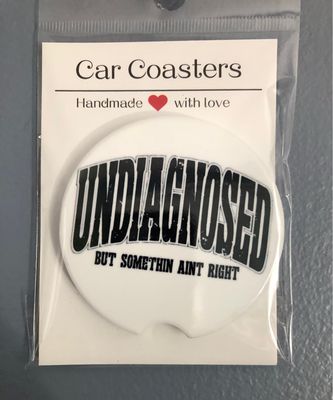 Car Coasters
Handmade with love
UNDIAGNOSED
BUT SOMETHIN AINT RIGHT